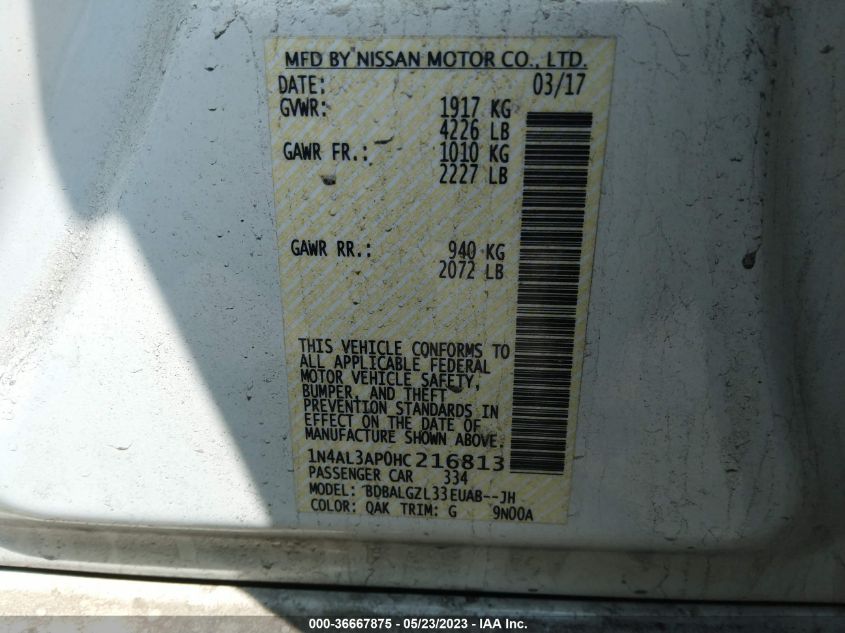 MFD BY NISSAN MOTOR CO., LTD.
DATE: 03/17
GVWR: 1917 KG
4226 LB
GAWR FR.: 1010 KG
2227 LB
GAWR RR.: 940 KG
2072 LB
THIS VEHICLE CONFORMS TO
ALL APPLICABLE FEDERAL
MOTOR VEHICLE SAFETY,
BUMPER, AND THEFT
PREVENTION STANDARDS IN
EFFECT ON THE DATE OF
MANUFACTURE SHOWN ABOVE.
1N4AL3AP0HC216813
PASSENGER CAR 334
MODEL: BDBALGZL33EUAB--JH
COLOR: QAK TRIM: G 9N00A
000-36667875 / 05/23/2023 / IAA Inc.